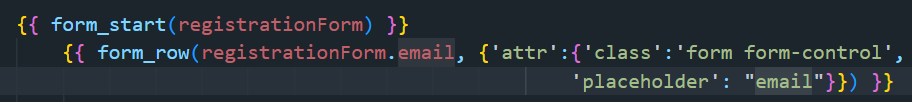 {{ form_start(registrationForm) }}
{{ form_row(registrationForm.email, {'attr':{'class':'form form-control',
'placeholder': "email"}}) }}